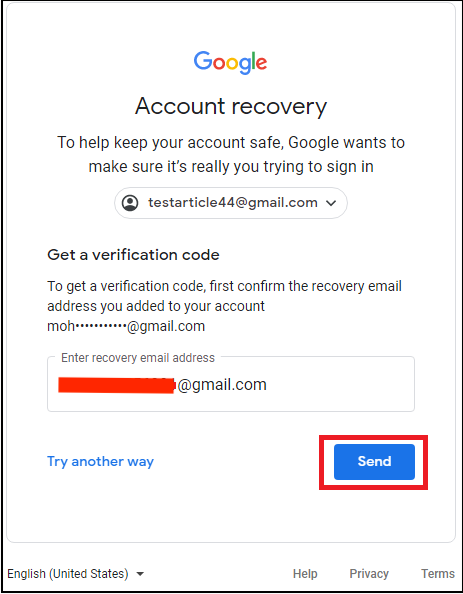 Google
Account recovery
To help keep your account safe, Google wants to
make sure it's really you trying to sign in
testarticle44@gmail.com
Get a verification code
To get a verification code, first confirm the recovery email
address you added to your account
moh•••••••••••@gmail.com
Enter recovery email address
@gmail.com
Try another way
Send
English (United States)
Help
Privacy
Terms